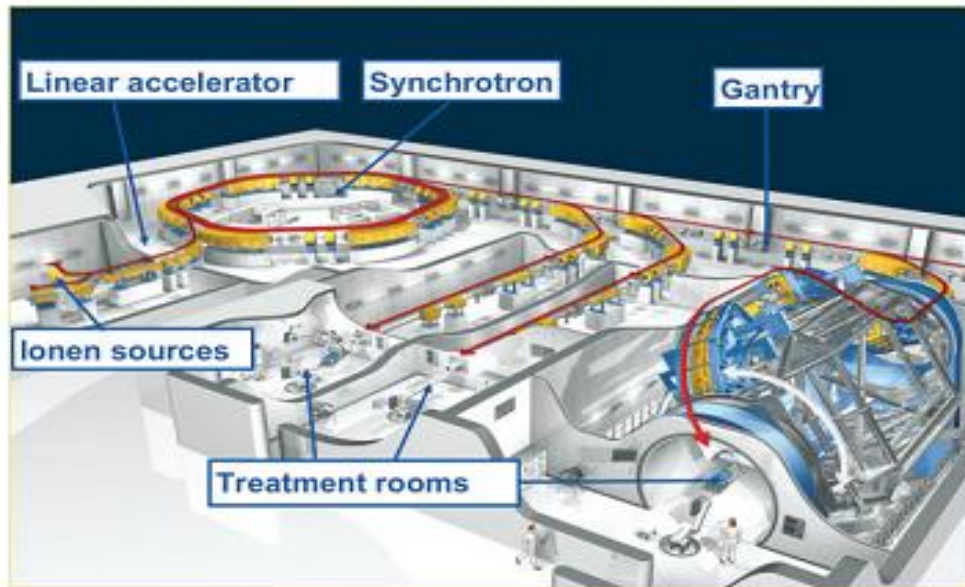 Linear accelerator
Synchrotron
Gantry
Ionen sources
Treatment rooms